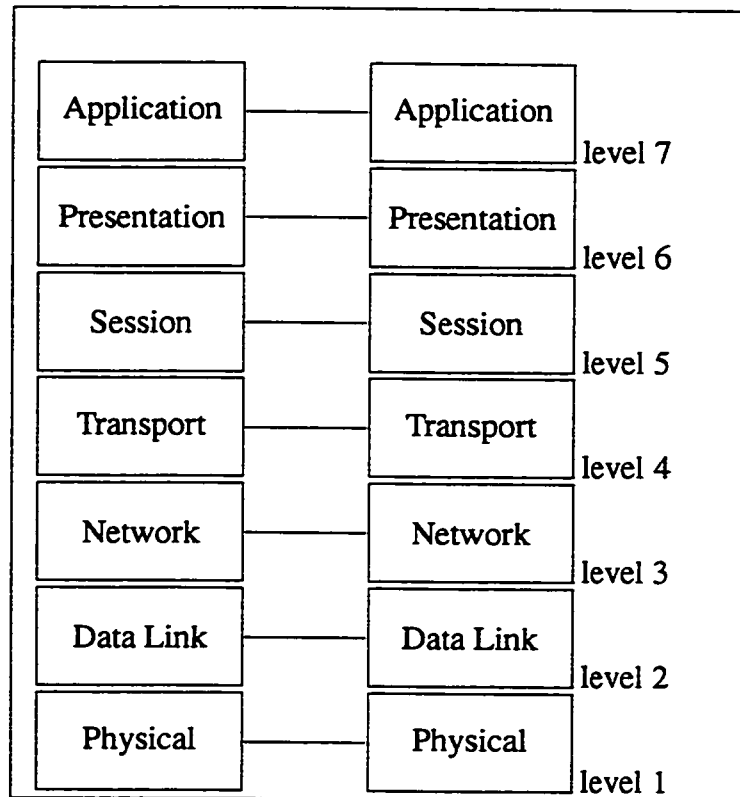 Application Application
level 7
Presentation Presentation
level 6
Session Session
level 5
Transport Transport
level 4
Network Network
level 3
Data Link Data Link
level 2
Physical Physical
level 1